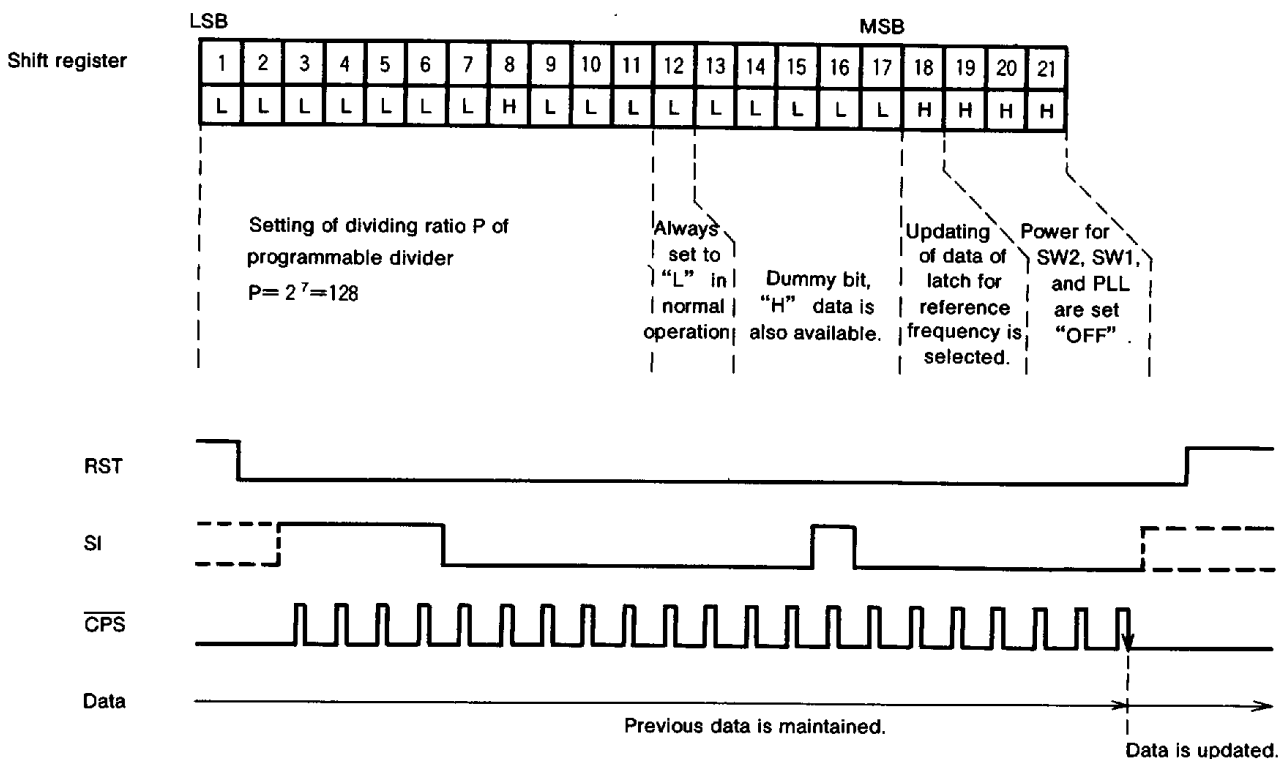 LSB
MSB
Shift register
1 2 3 4 5 6 7 8 9 10 11 12 13 14 15 16 17 18 19 20 21
L L L L L L L H L L L L L L L L L H H H H
Setting of dividing ratio P of
programmable divider
P= 2 7=128
Always
set to
“L” in
normal
operation
Dummy bit,
“H” data is
also available.
Updating
of data of
latch for
reference
frequency is
selected.
Power for
SW2, SW1,
and PLL
are set
“OFF” .
RST
SI
CPS
Data
Previous data is maintained.
Data is updated.